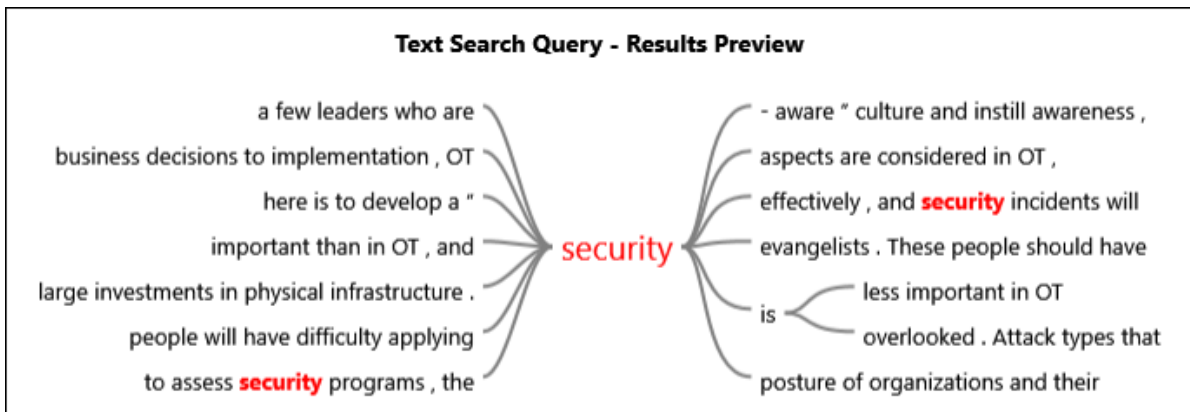 Text Search Query - Results Preview
a few leaders who are
business decisions to implementation , OT
here is to develop a "
important than in OT , and
large investments in physical infrastructure .
people will have difficulty applying
to assess security programs , the
security
- aware " culture and instill awareness ,
aspects are considered in OT ,
effectively , and security incidents will
evangelists . These people should have
is
less important in OT
overlooked . Attack types that
posture of organizations and their